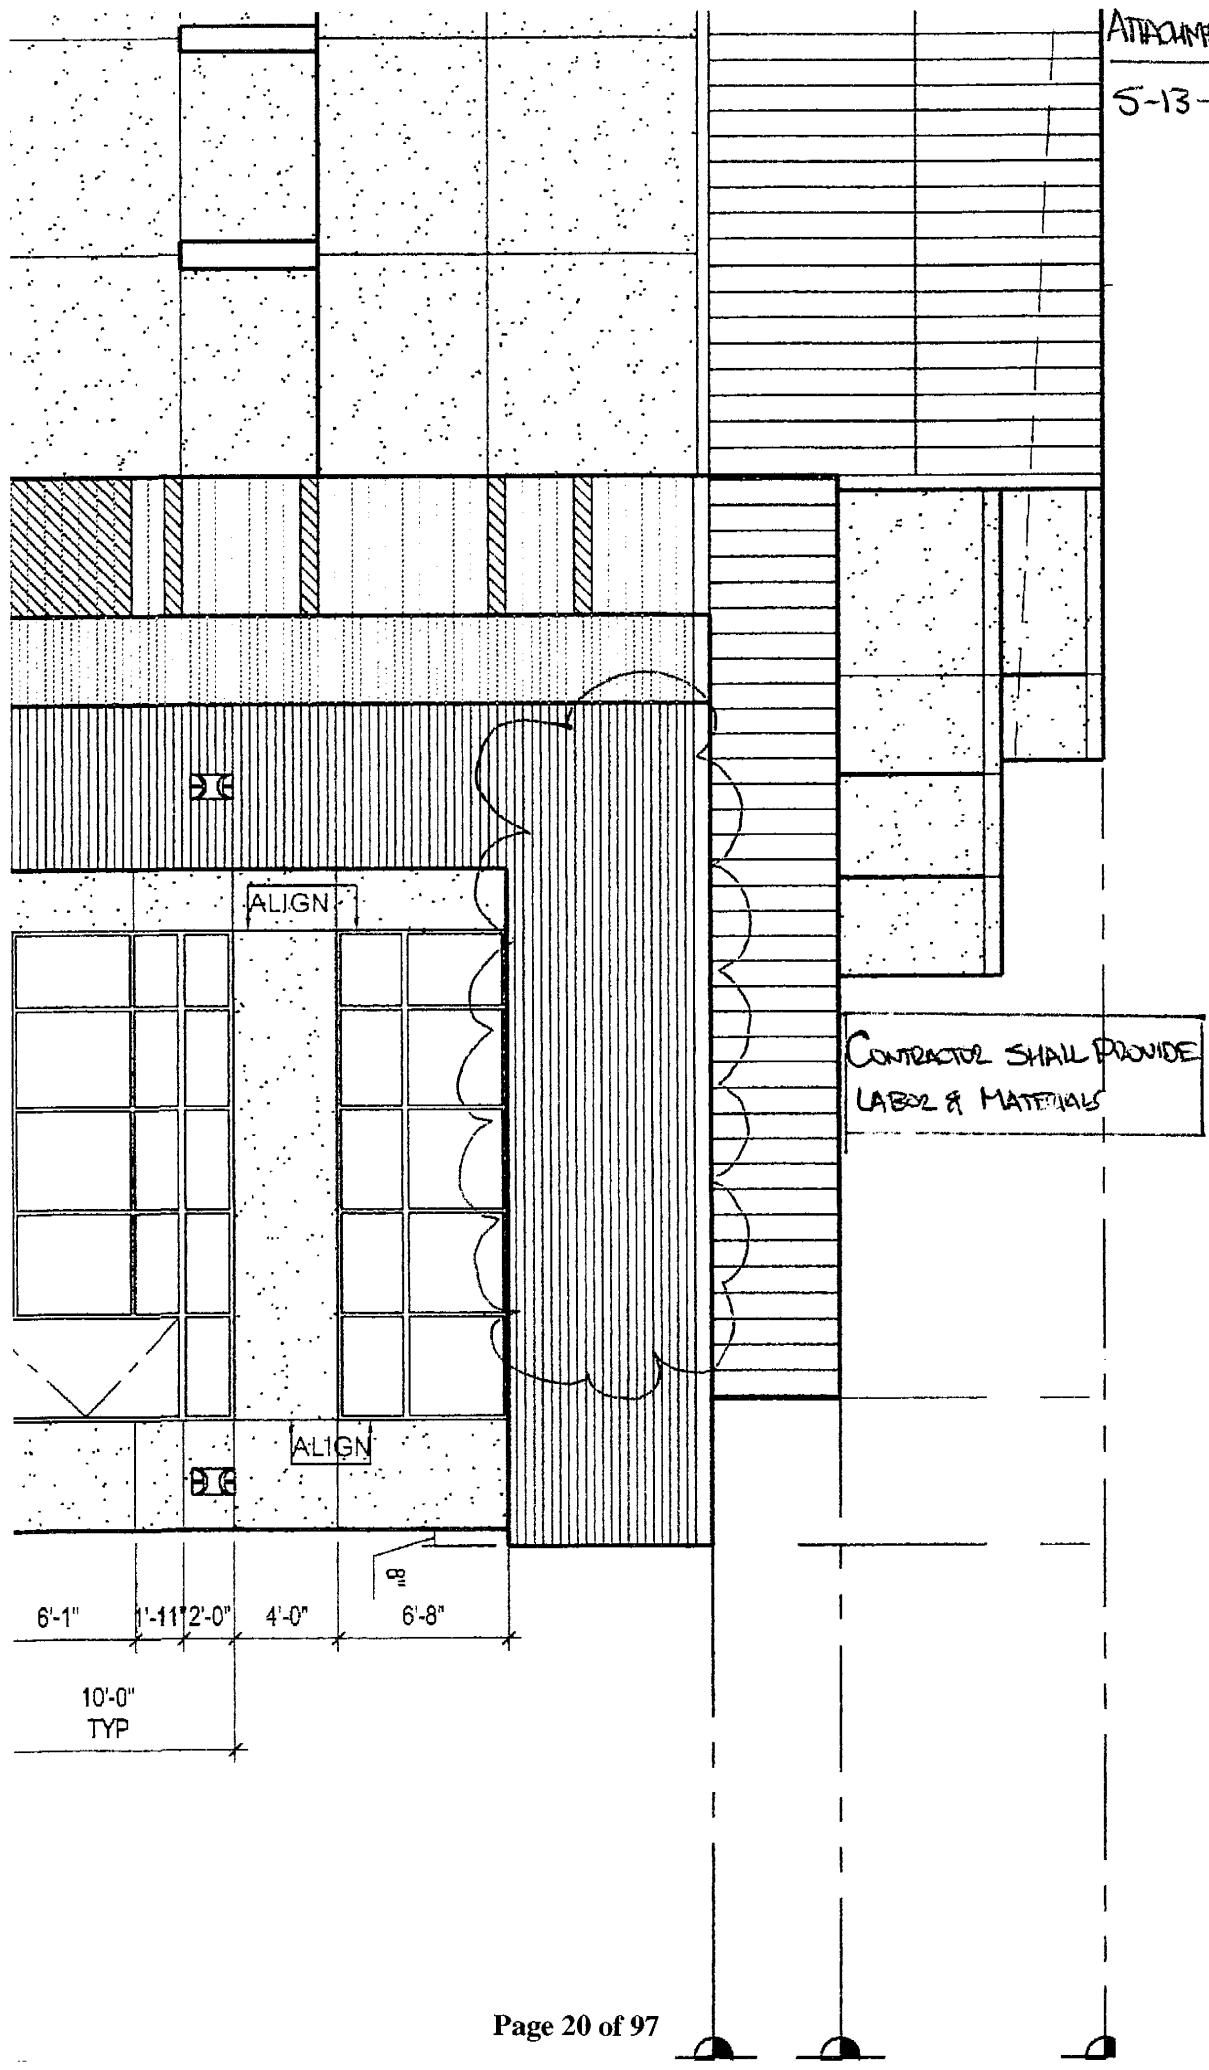 5-13-
ALIGN
CONTRACTOR SHALL PROVIDE
LABOR & MATERIALS
ALIGN
8"
6'-1" 1'-11" 2'-0" 4'-0" 6'-8"
10'-0"
TYP
Page 20 of 97